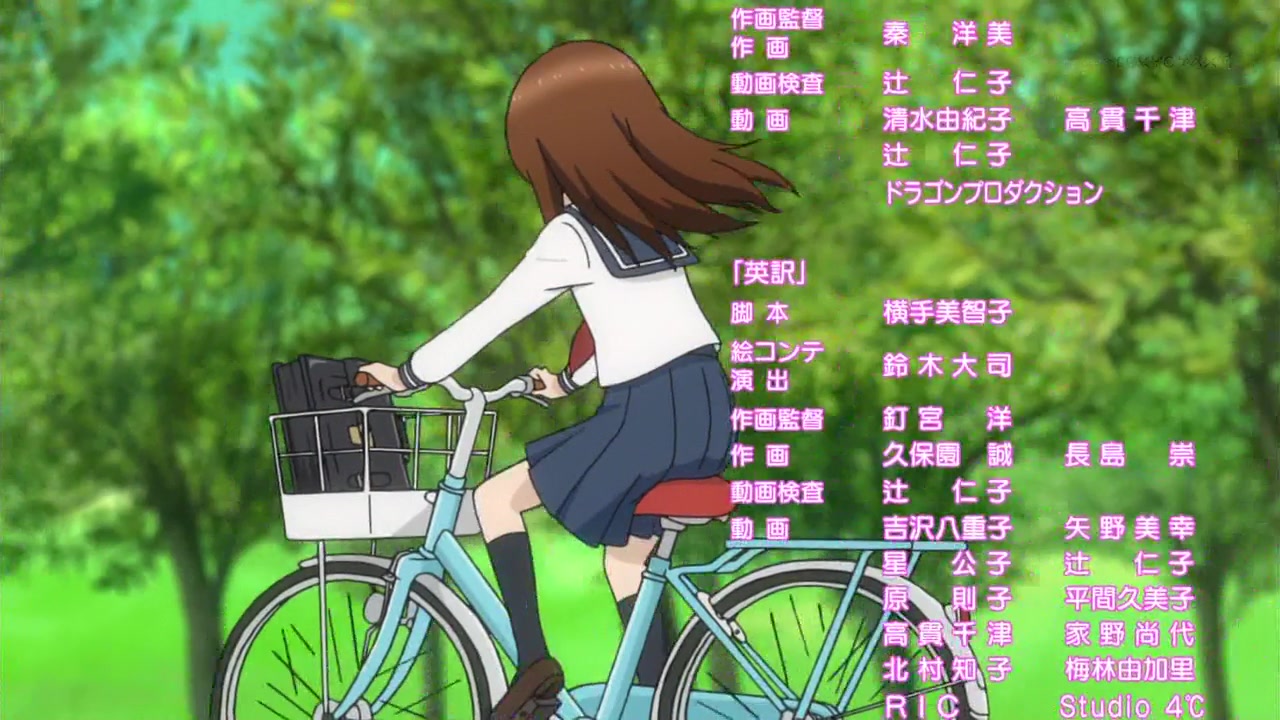 作画監督
作 画 秦 洋 美
動画検査 辻 仁 子
動 画 清水由紀子 高 貫 千 津
辻 仁 子
ドラゴンプロダクション
「英訳」
脚 本 横手美智子
絵コンテ
演 出 鈴 木 大 司
作画監督 釘 宮 洋
作 画 久保園 誠 長 島 崇
動画検査 辻 仁 子
動 画 吉沢八重子 矢 野 美 幸
星 公 子 辻 仁 子
原 則 子 平間久美子
高 貫 千 津 家 野 尚 代
北 村 知 子 梅林由加里
R I C Studio 4℃